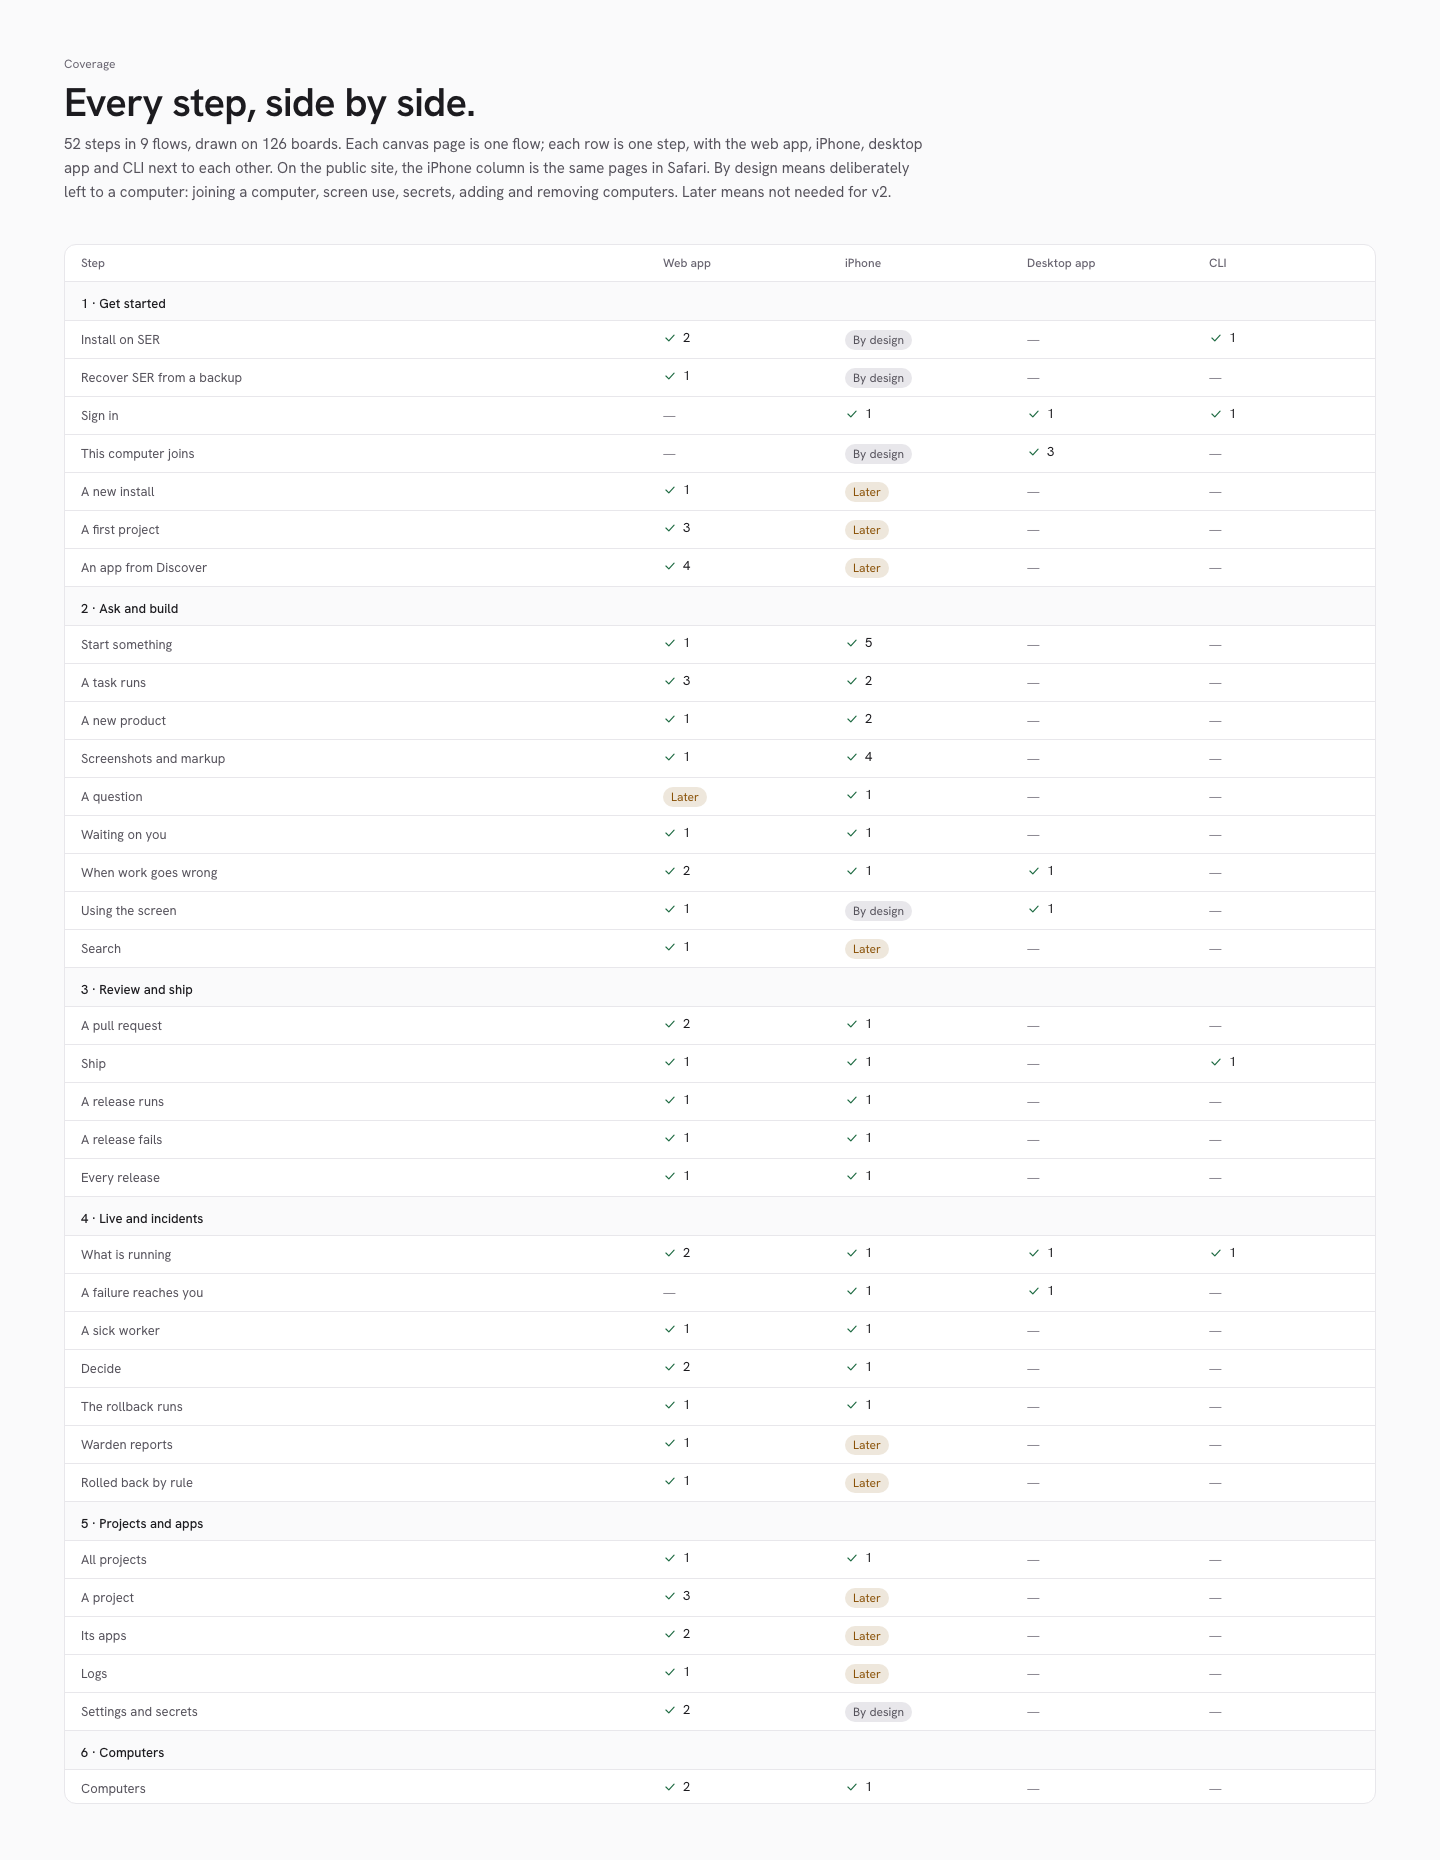 Coverage
Every step, side by side.
52 steps in 9 flows, drawn on 126 boards. Each canvas page is one flow; each row is one step, with the web app, iPhone, desktop
app and CLI next to each other. On the public site, the iPhone column is the same pages in Safari. By design means deliberately
left to a computer: joining a computer, screen use, secrets, adding and removing computers. Later means not needed for v2.
Step Web app iPhone Desktop app CLI
1 · Get started
Install on SER ✓ 2 By design — ✓ 1
Recover SER from a backup ✓ 1 By design — —
Sign in — ✓ 1 ✓ 1 ✓ 1
This computer joins — By design ✓ 3 —
A new install ✓ 1 Later — —
A first project ✓ 3 Later — —
An app from Discover ✓ 4 Later — —
2 · Ask and build
Start something ✓ 1 ✓ 5 — —
A task runs ✓ 3 ✓ 2 — —
A new product ✓ 1 ✓ 2 — —
Screenshots and markup ✓ 1 ✓ 4 — —
A question Later ✓ 1 — —
Waiting on you ✓ 1 ✓ 1 — —
When work goes wrong ✓ 2 ✓ 1 ✓ 1 —
Using the screen ✓ 1 By design ✓ 1 —
Search ✓ 1 Later — —
3 · Review and ship
A pull request ✓ 2 ✓ 1 — —
Ship ✓ 1 ✓ 1 — ✓ 1
A release runs ✓ 1 ✓ 1 — —
A release fails ✓ 1 ✓ 1 — —
Every release ✓ 1 ✓ 1 — —
4 · Live and incidents
What is running ✓ 2 ✓ 1 ✓ 1 ✓ 1
A failure reaches you — ✓ 1 ✓ 1 —
A sick worker ✓ 1 ✓ 1 — —
Decide ✓ 2 ✓ 1 — —
The rollback runs ✓ 1 ✓ 1 — —
Warden reports ✓ 1 Later — —
Rolled back by rule ✓ 1 Later — —
5 · Projects and apps
All projects ✓ 1 ✓ 1 — —
A project ✓ 3 Later — —
Its apps ✓ 2 Later — —
Logs ✓ 1 Later — —
Settings and secrets ✓ 2 By design — —
6 · Computers
Computers ✓ 2 ✓ 1 — —